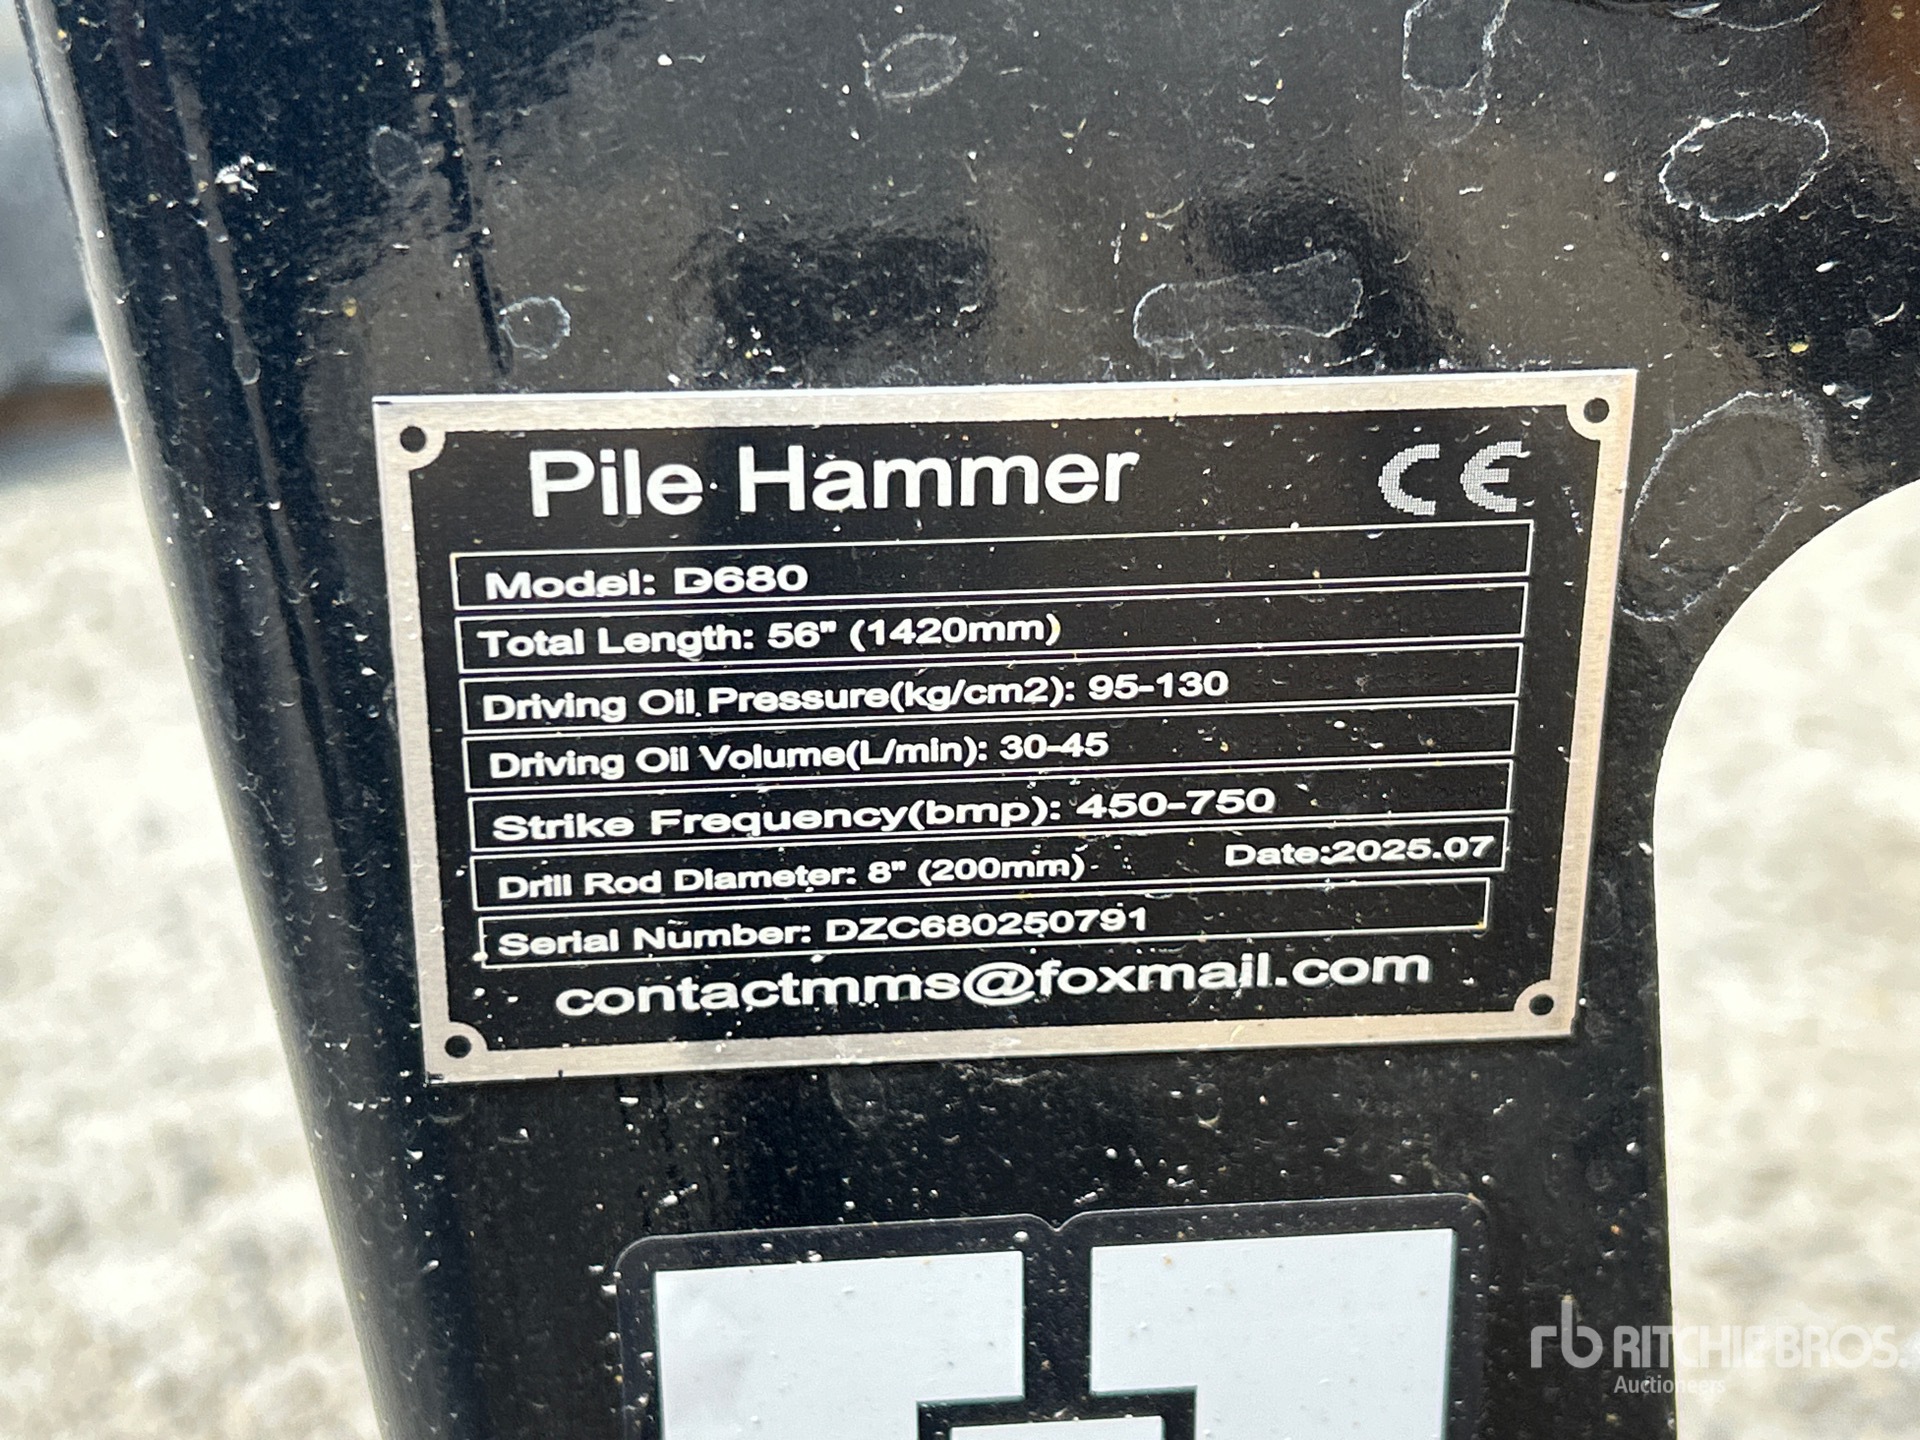 Pile Hammer CE
Model: D680
Total Length: 56" (1420mm)
Driving Oil Pressure(kg/cm2): 95-130
Driving Oil Volume(L/min): 30-45
Strike Frequency(bmp): 450-750
Drill Rod Diameter: 8" (200mm) Date:2025.07
Serial Number: DZC680250791
contactmms@foxmail.com
rb RITCHIE BROS.
Auctioneers